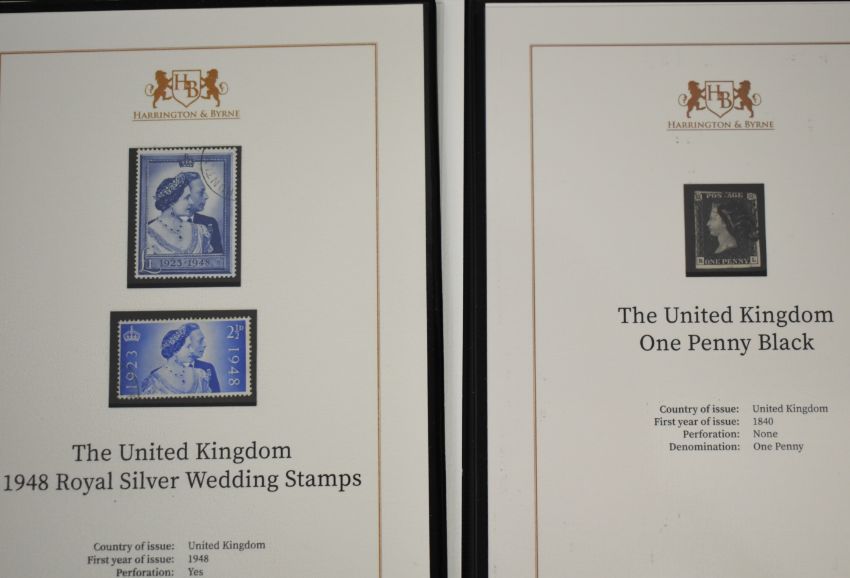 HB
HARRINGTON & BYRNE
£1 1923-1948
1923
2½D
1948
The United Kingdom
1948 Royal Silver Wedding Stamps
Country of issue: United Kingdom
First year of issue: 1948
Perforation: Yes
HB
HARRINGTON & BYRNE
POSTAGE
ONE PENNY
The United Kingdom
One Penny Black
Country of issue: United Kingdom
First year of issue: 1840
Perforation: None
Denomination: One Penny